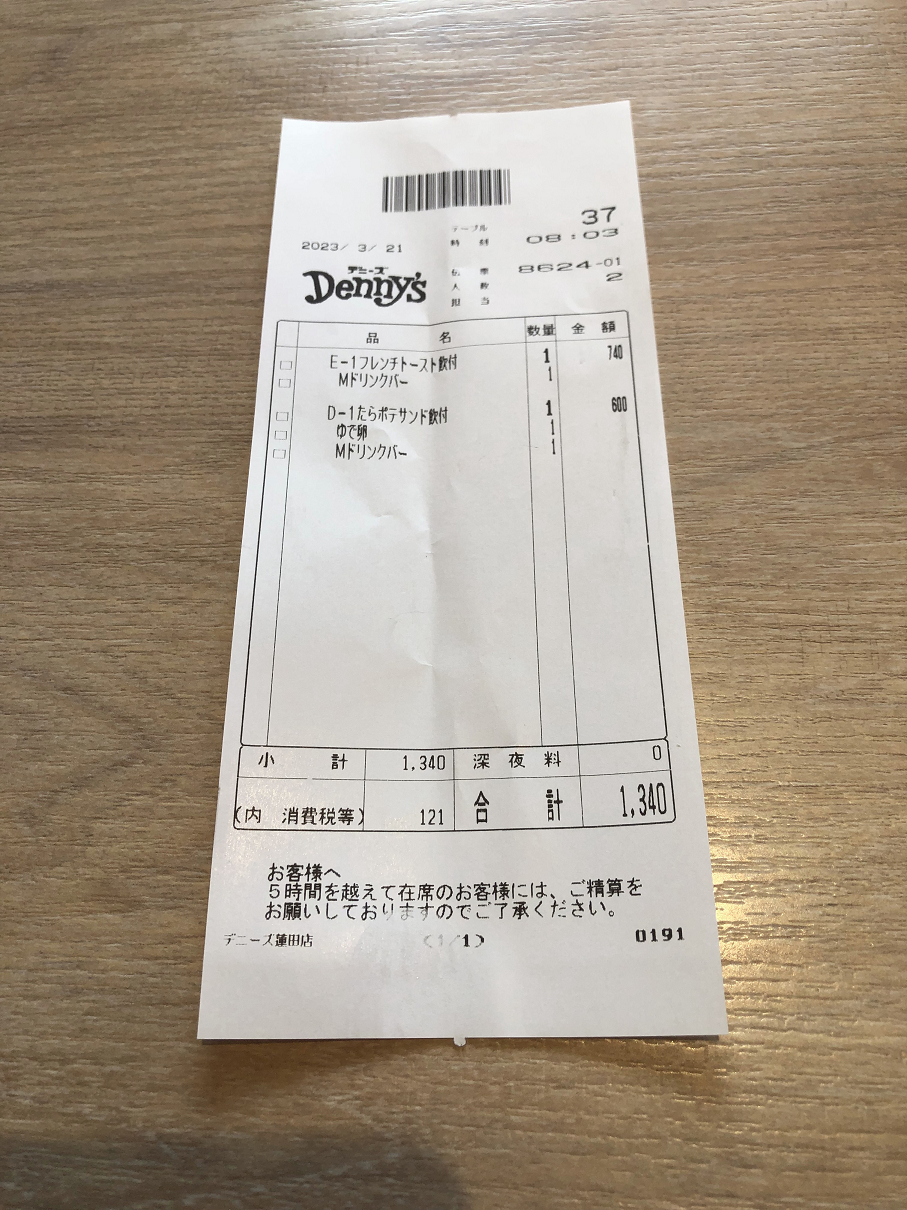 テーブル 37
2023/ 3/ 21 時刻 08:03
デニーズ
Denny's
伝票 8624-01
人数 2
担当
品名 数量 金額
□ E-1フレンチトースト飲付 1 740
□ Mドリンクバー 1
□ D-1たらポテサンド飲付 1 600
□ ゆで卵 1
□ Mドリンクバー 1
小計 1,340 深夜料 0
(内 消費税等) 121 合計 1,340
お客様へ
5時間を越えて在席のお客様には、ご精算を
お願いしておりますのでご了承ください。
デニーズ蓮田店 (1/1) 0191